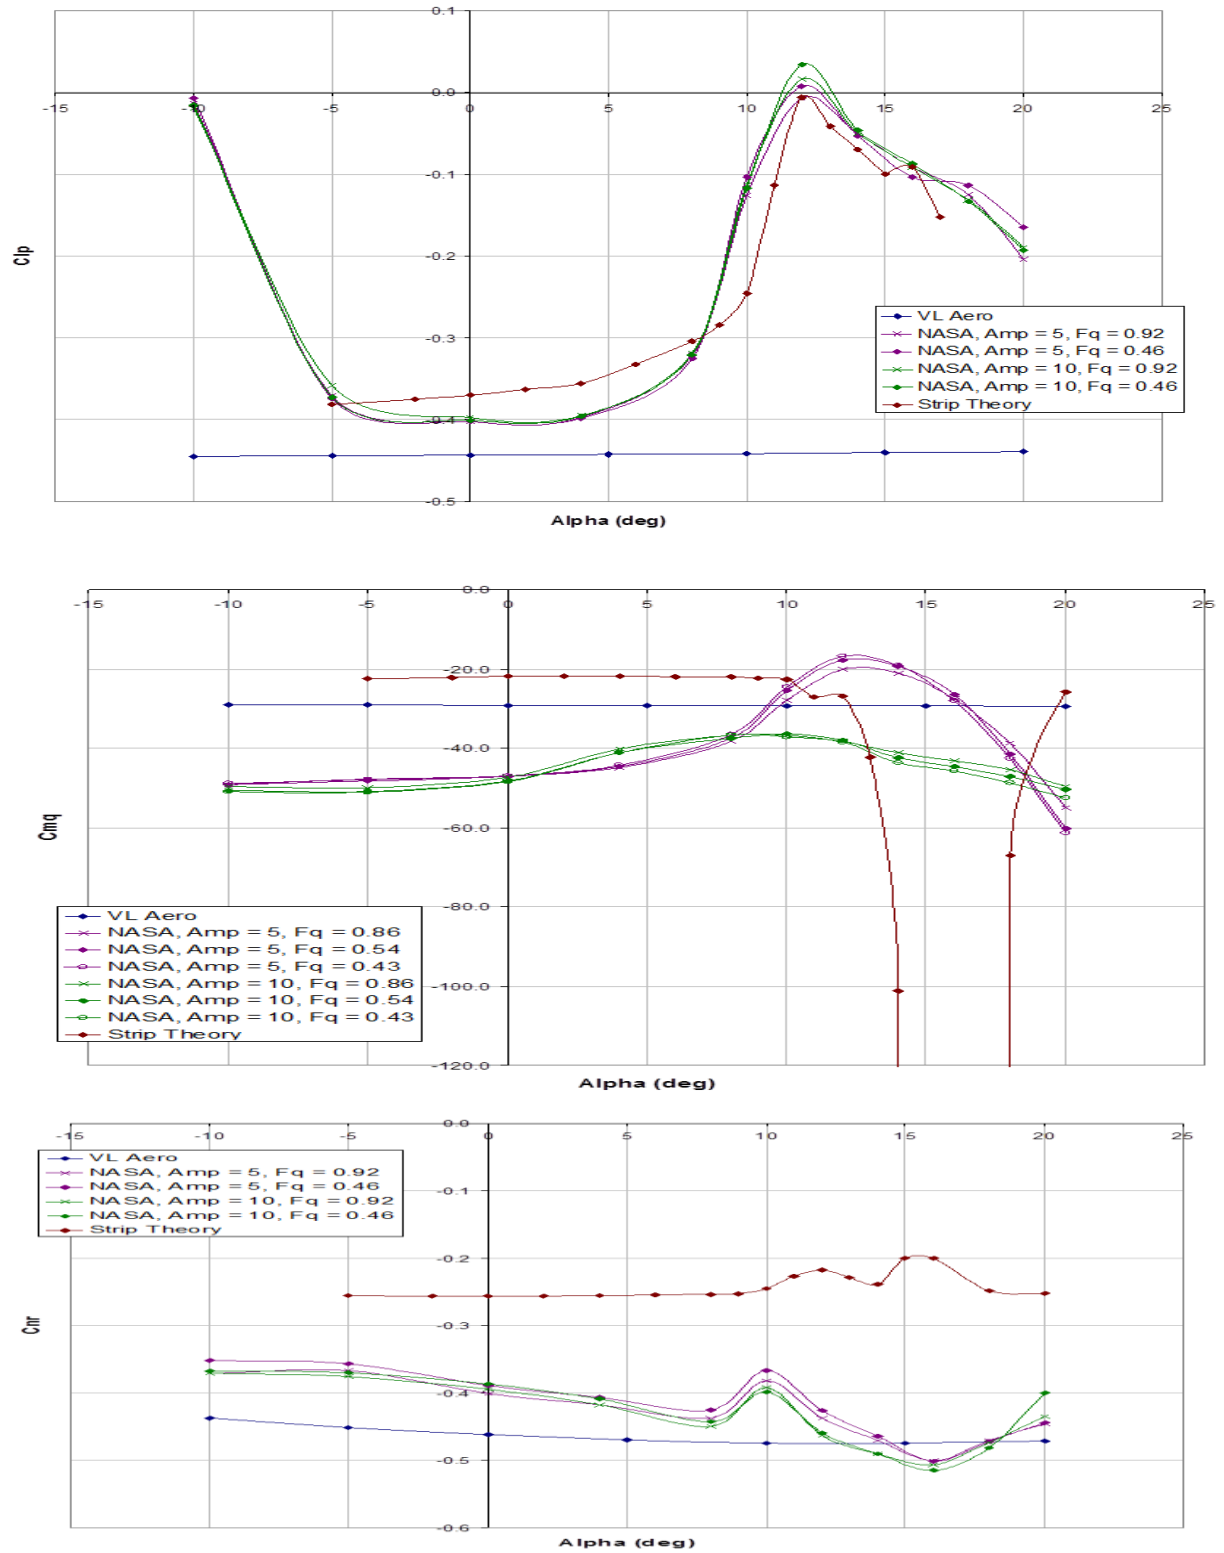 0.1
0.0
-15 -10 -5 0 5 10 15 20 25
-0.1
-0.2
-0.3
-0.4
-0.5
Clp
VL Aero
NASA, Amp = 5, Fq = 0.92
NASA, Amp = 5, Fq = 0.46
NASA, Amp = 10, Fq = 0.92
NASA, Amp = 10, Fq = 0.46
Strip Theory
Alpha (deg)
0.0
-15 -10 -5 0 5 10 15 20 25
-20.0
-40.0
-60.0
-80.0
-100.0
-120.0
Cmq
VL Aero
NASA, Amp = 5, Fq = 0.86
NASA, Amp = 5, Fq = 0.54
NASA, Amp = 5, Fq = 0.43
NASA, Amp = 10, Fq = 0.86
NASA, Amp = 10, Fq = 0.54
NASA, Amp = 10, Fq = 0.43
Strip Theory
Alpha (deg)
0.0
-15 -10 -5 0 5 10 15 20 25
VL Aero
NASA, Amp = 5, Fq = 0.92
NASA, Amp = 5, Fq = 0.46
NASA, Amp = 10, Fq = 0.92
NASA, Amp = 10, Fq = 0.46
Strip Theory
-0.1
-0.2
-0.3
-0.4
-0.5
-0.6
Cnr
Alpha (deg)